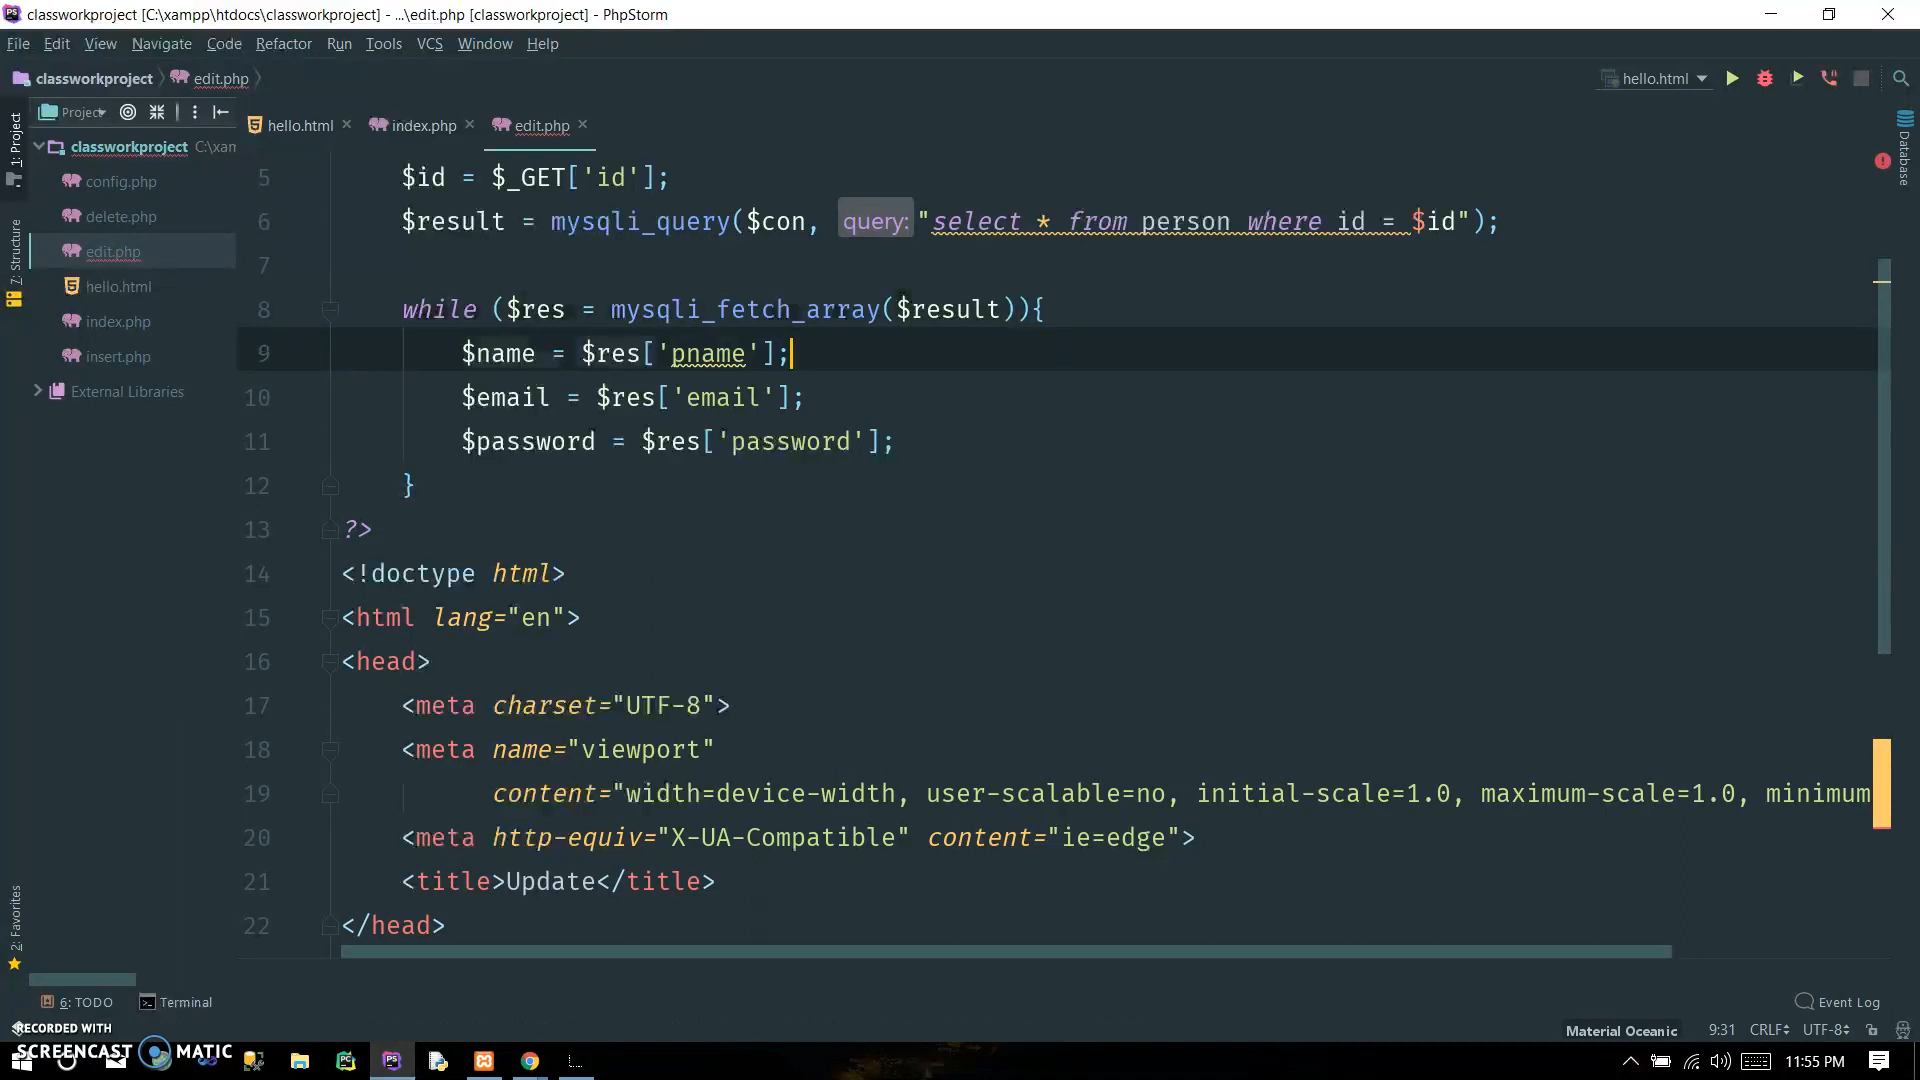 classworkproject [C:\xampp\htdocs\classworkproject] - ...\edit.php [classworkproject] - PhpStorm
File Edit View Navigate Code Refactor Run Tools VCS Window Help
classworkproject edit.php hello.html
Project hello.html index.php edit.php
1: Project
7: Structure
2: Favorites
Database
classworkproject C:\xam
config.php
delete.php
edit.php
hello.html
index.php
insert.php
External Libraries
5 $id = $_GET['id'];
6 $result = mysqli_query($con, query: "select * from person where id = $id");
7
8 while ($res = mysqli_fetch_array($result)){
9 $name = $res['pname'];
10 $email = $res['email'];
11 $password = $res['password'];
12 }
13 ?>
14 <!doctype html>
15 <html lang="en">
16 <head>
17 <meta charset="UTF-8">
18 <meta name="viewport"
19 content="width=device-width, user-scalable=no, initial-scale=1.0, maximum-scale=1.0, minimum
20 <meta http-equiv="X-UA-Compatible" content="ie=edge">
21 <title>Update</title>
22 </head>
6: TODO Terminal Event Log
Material Oceanic 9:31 CRLF UTF-8
RECORDED WITH
SCREENCAST MATIC
11:55 PM